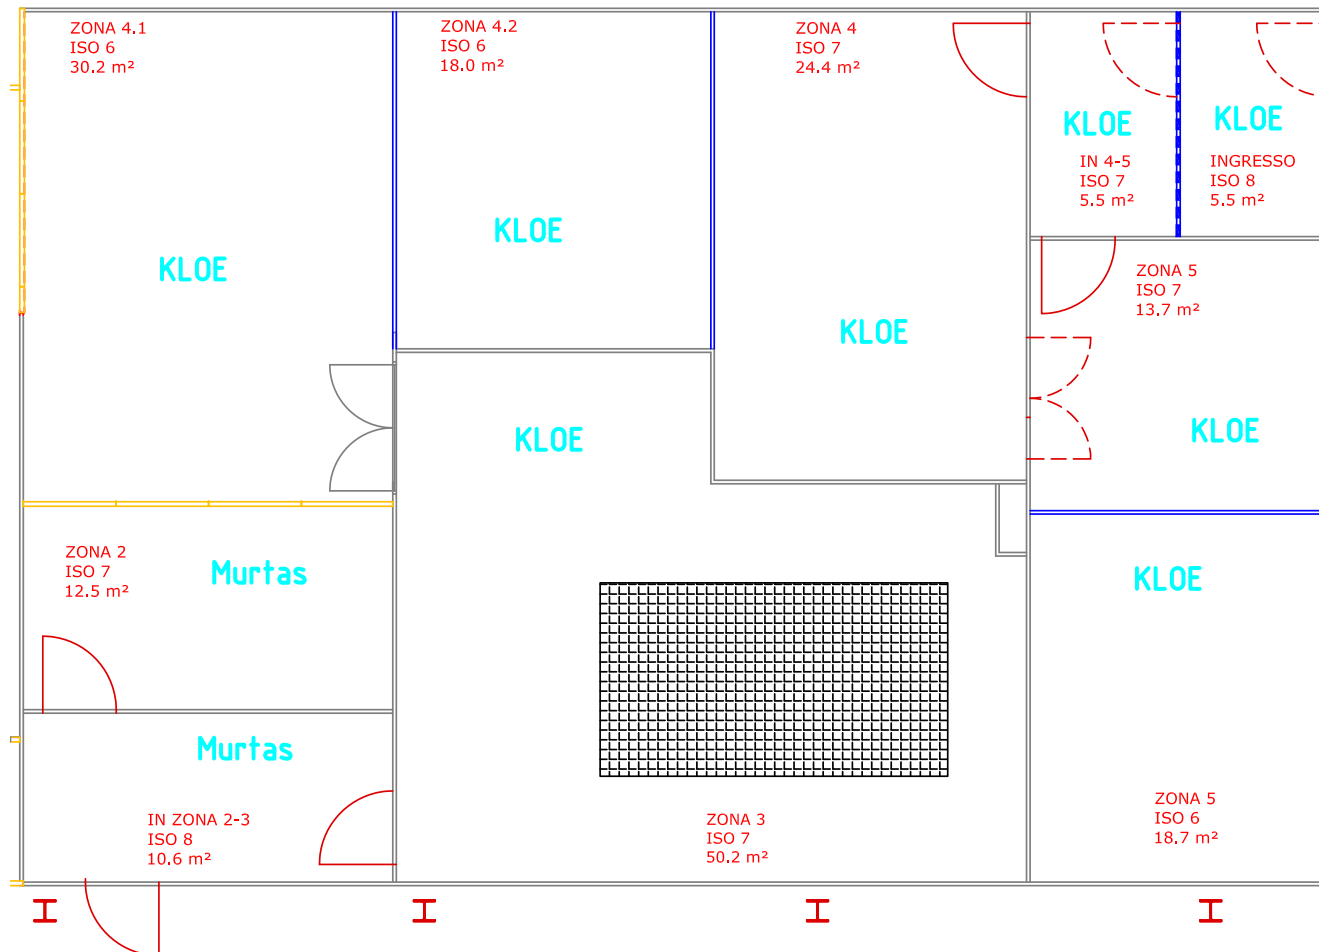 ZONA 4.1
ISO 6
30.2 m²
ZONA 4.2
ISO 6
18.0 m²
ZONA 4
ISO 7
24.4 m²
KLOE
IN 4-5
ISO 7
5.5 m²
KLOE
INGRESSO
ISO 8
5.5 m²
KLOE
KLOE
ZONA 5
ISO 7
13.7 m²
KLOE
KLOE
KLOE
ZONA 2
ISO 7
12.5 m²
Murtas
KLOE
Murtas
IN ZONA 2-3
ISO 8
10.6 m²
ZONA 3
ISO 7
50.2 m²
ZONA 5
ISO 6
18.7 m²